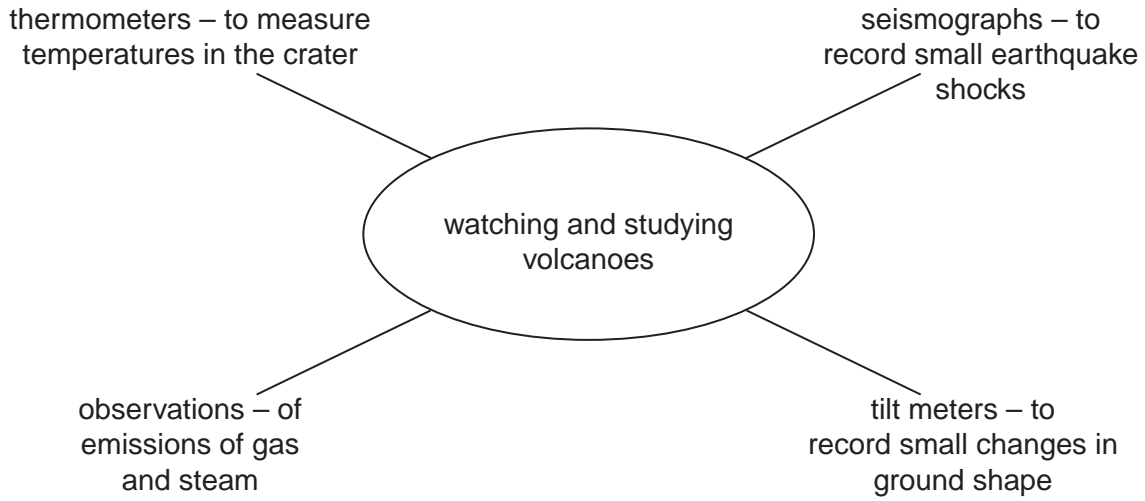 thermometers – to measure
temperatures in the crater
seismographs – to
record small earthquake
shocks
watching and studying
volcanoes
observations – of
emissions of gas
and steam
tilt meters – to
record small changes in
ground shape